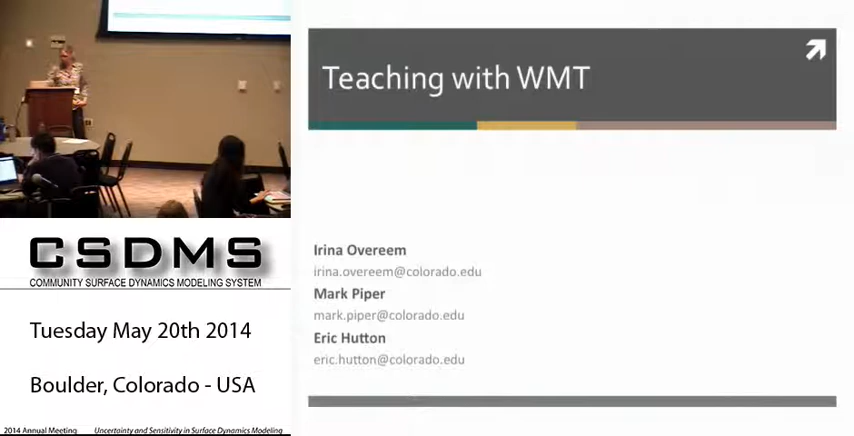 Teaching with WMT
Irina Overeem
irina.overeem@colorado.edu
Mark Piper
mark.piper@colorado.edu
Eric Hutton
eric.hutton@colorado.edu
CSDMS
COMMUNITY SURFACE DYNAMICS MODELING SYSTEM
Tuesday May 20th 2014
Boulder, Colorado - USA
2014 Annual Meeting Uncertainty and Sensitivity in Surface Dynamics Modeling